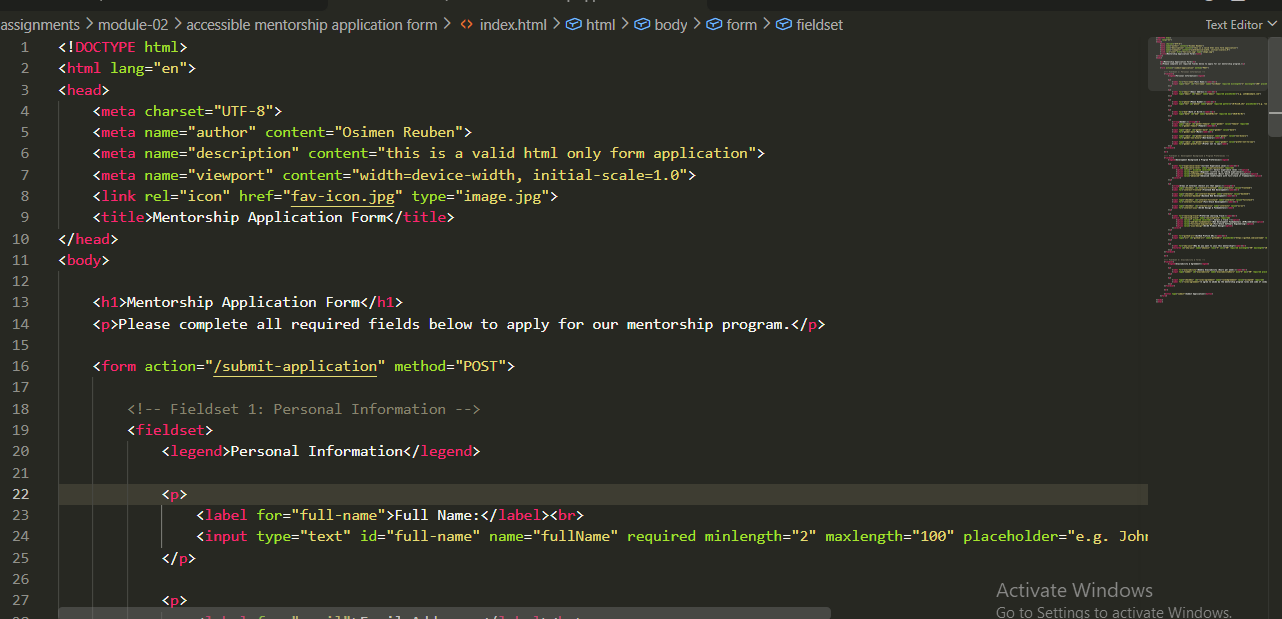 assignments > module-02 > accessible mentorship application form > <> index.html > html > body > form > fieldset
Text Editor
1 <!DOCTYPE html>
2 <html lang="en">
3 <head>
4     <meta charset="UTF-8">
5     <meta name="author" content="Osimen Reuben">
6     <meta name="description" content="this is a valid html only form application">
7     <meta name="viewport" content="width=device-width, initial-scale=1.0">
8     <link rel="icon" href="fav-icon.jpg" type="image.jpg">
9     <title>Mentorship Application Form</title>
10 </head>
11 <body>
12
13     <h1>Mentorship Application Form</h1>
14     <p>Please complete all required fields below to apply for our mentorship program.</p>
15
16     <form action="/submit-application" method="POST">
17
18         <!-- Fieldset 1: Personal Information -->
19         <fieldset>
20             <legend>Personal Information</legend>
21
22             <p>
23                 <label for="full-name">Full Name:</label><br>
24                 <input type="text" id="full-name" name="fullName" required minlength="2" maxlength="100" placeholder="e.g. John
25             </p>
26
27             <p>
Activate Windows
Go to Settings to activate Windows.